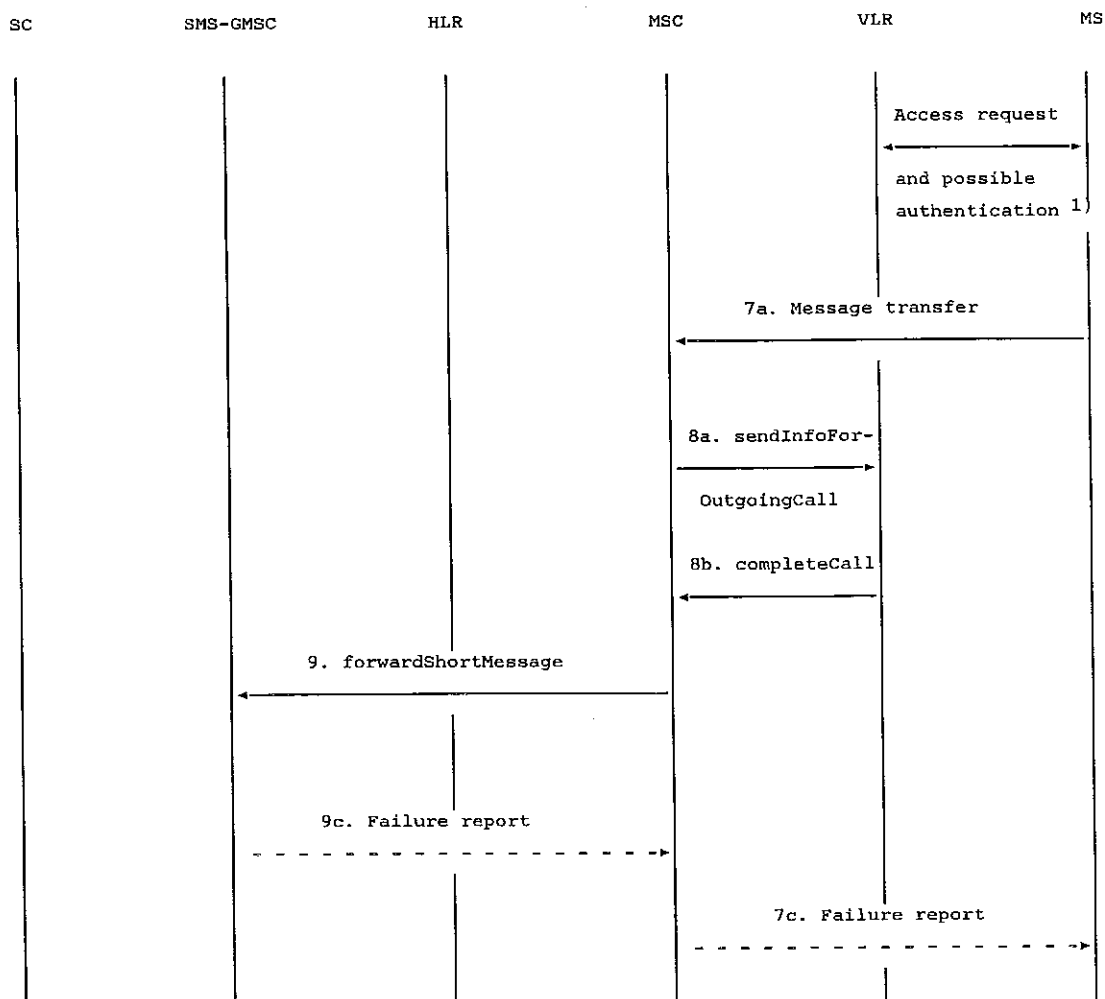 SC SMS-GMSC HLR MSC VLR MS
Access request
and possible
authentication 1)
7a. Message transfer
8a. sendInfoFor-
OutgoingCall
8b. completeCall
9. forwardShortMessage
9c. Failure report
7c. Failure report